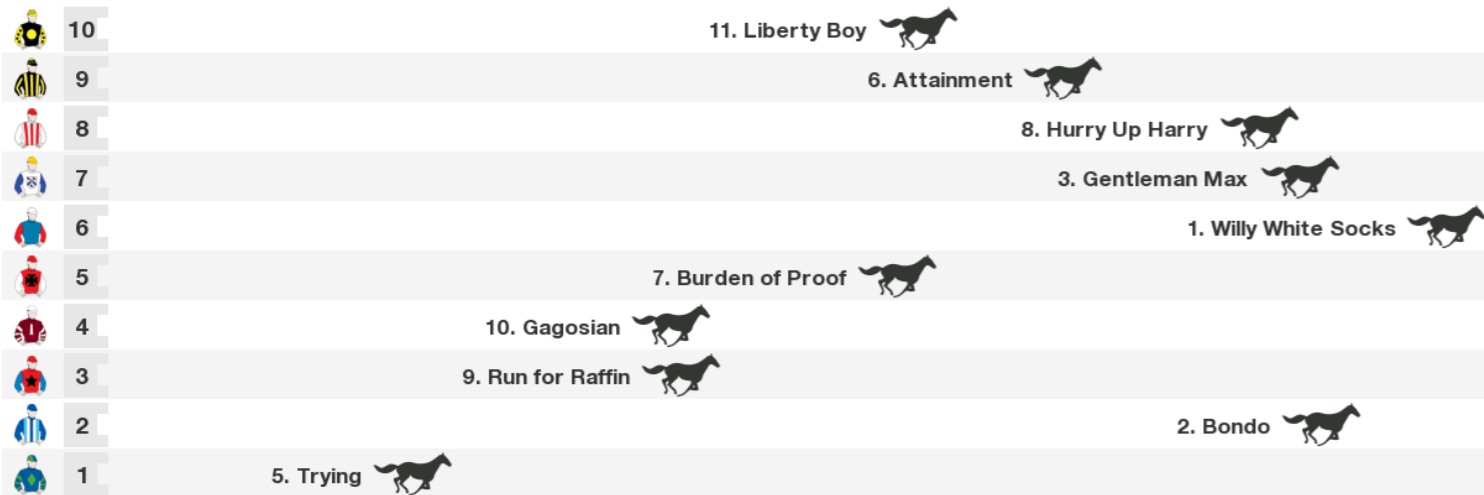 10 11. Liberty Boy
9 6. Attainment
8 8. Hurry Up Harry
7 3. Gentleman Max
6 1. Willy White Socks
5 7. Burden of Proof
4 10. Gagosian
3 9. Run for Raffin
2 2. Bondo
1 5. Trying